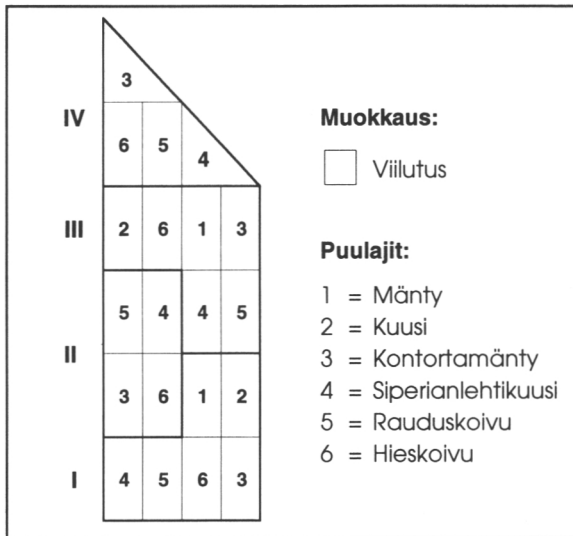 3
IV
6 5 4
III 2 6 1 3
5 4 4 5
II
3 6 1 2
I 4 5 6 3
Muokkaus:
Viilutus
Puulajit:
1 = Mänty
2 = Kuusi
3 = Kontortamänty
4 = Siperianlehtikuusi
5 = Rauduskoivu
6 = Hieskoivu